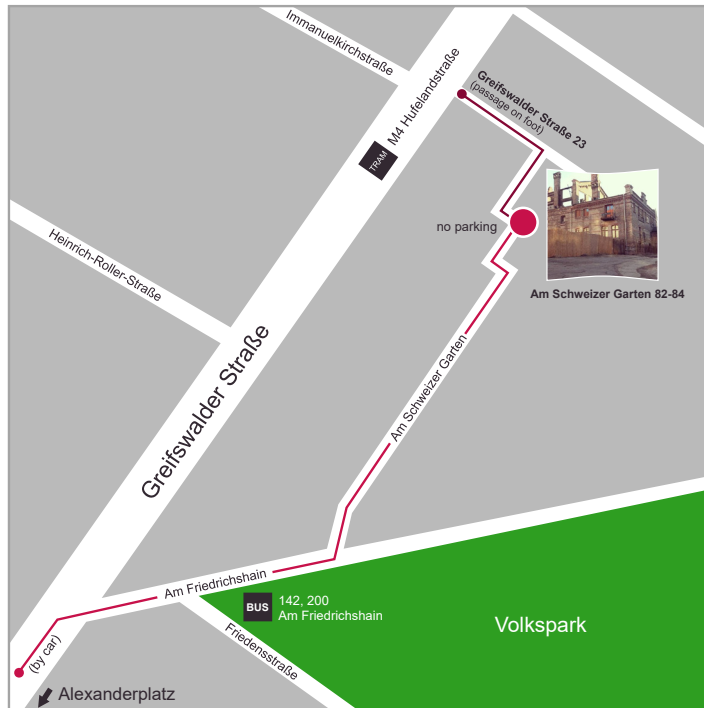 Immanuelkirchstraße
M4 Hufelandstraße
TRAM
Greifswalder Straße 23
(passage on foot)
no parking
Am Schweizer Garten 82-84
Heinrich-Roller-Straße
Greifswalder Straße
Am Schweizer Garten
Am Friedrichshain
BUS
142, 200
Am Friedrichshain
Volkspark
Friedensstraße
(by car)
Alexanderplatz